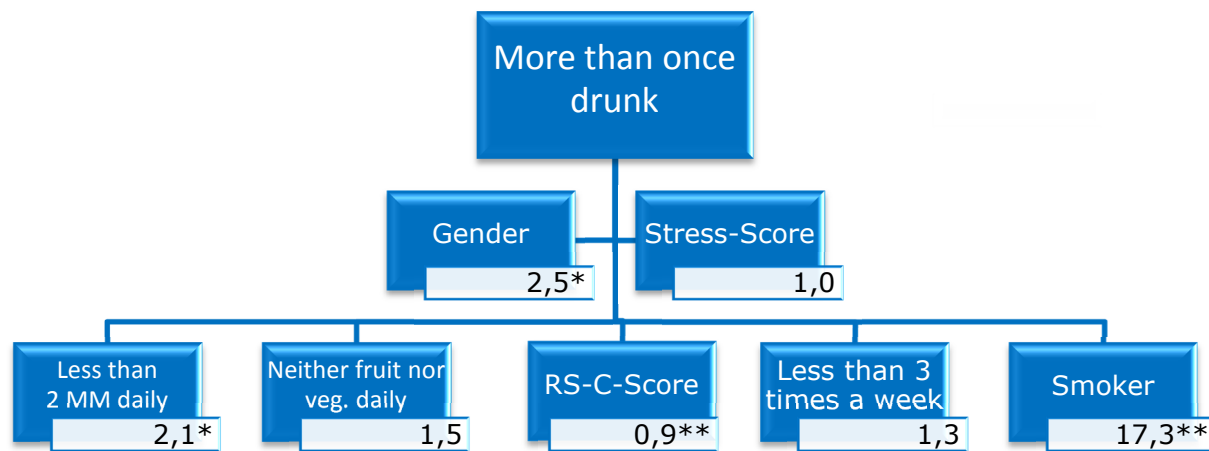 More than once
drunk
Gender
2,5*
Stress-Score
1,0
Less than
2 MM daily
2,1*
Neither fruit nor
veg. daily
1,5
RS-C-Score
0,9**
Less than 3
times a week
1,3
Smoker
17,3**